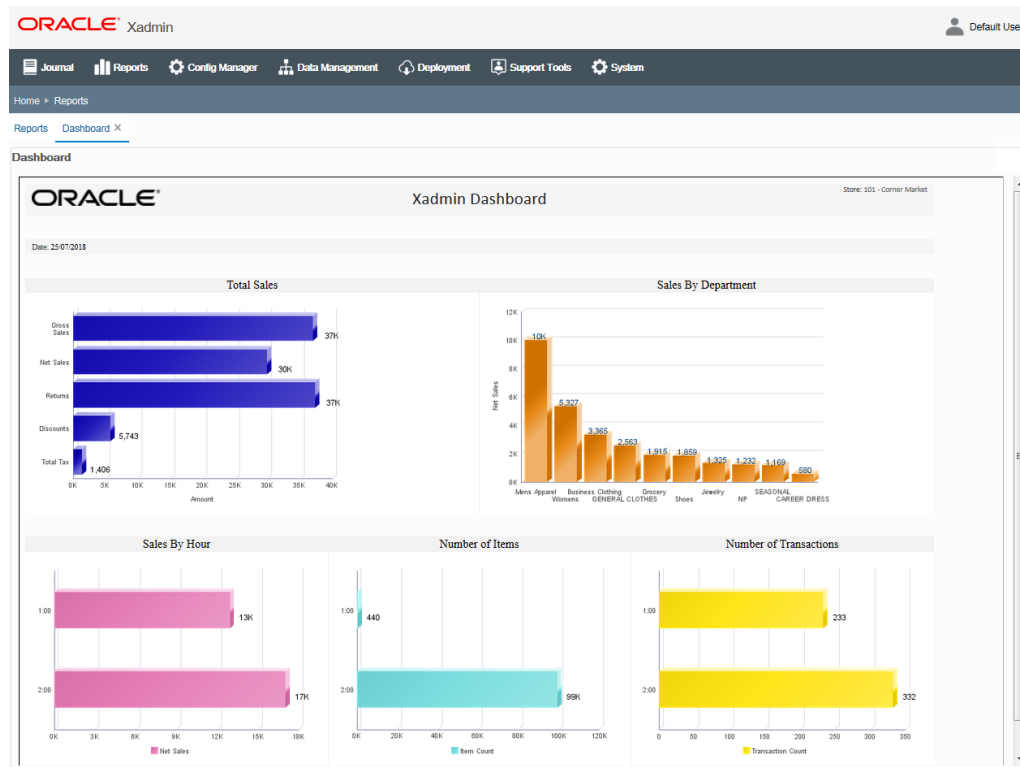 ORACLE® Xadmin
Default Use
Journal Reports Config Manager Data Management Deployment Support Tools System
Home Reports
Reports Dashboard ×
Dashboard
ORACLE®
Xadmin Dashboard
Store: 101 - Corner Market
Date: 25/07/2018
Total Sales
Gross
Sales
37K
Net Sales
30K
Returns
37K
Discounts
5,743
Total Tax
1,406
0K 5K 10K 15K 20K 25K 30K 35K 40K
Amount
Sales By Department
12K
10K
8K
6K
4K
2K
0K
Net Sales
10K
5,327
3,365
2,563
1,915
1,859
1,325
1,232
1,169
580
Mens Apparel Business Clothing Grocery Jewelry SEASONAL
Womens GENERAL CLOTHES Shoes NP CAREER DRESS
Sales By Hour
1:00
13K
2:00
17K
0K 3K 6K 9K 12K 15K 18K
Net Sales
Number of Items
1:00
440
2:00
99K
0K 20K 40K 60K 80K 100K 120K
Item Count
Number of Transactions
1:00
233
2:00
332
0 50 100 150 200 250 300 350
Transaction Count